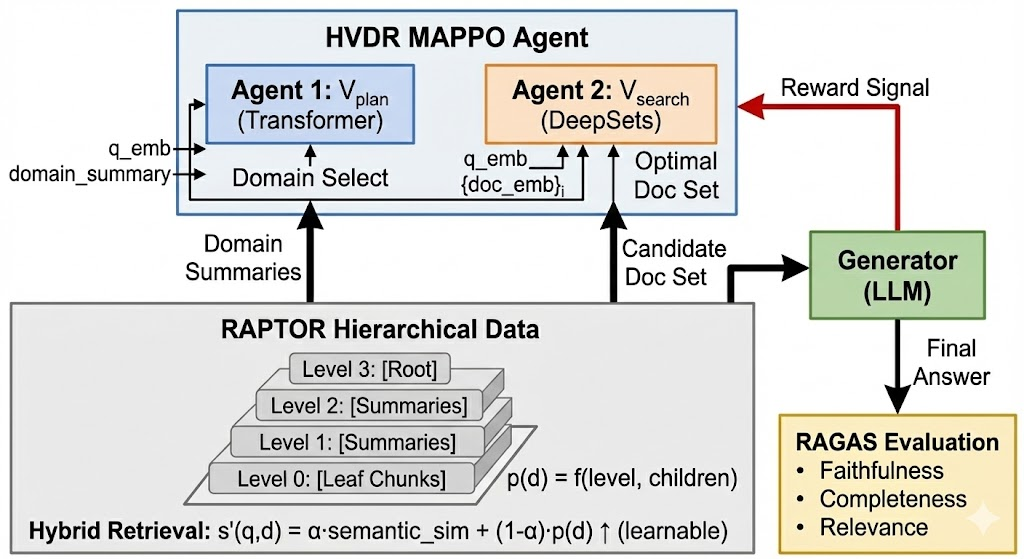 HVDR MAPPO Agent
Agent 1: V_plan
(Transformer)
Agent 2: V_search
(DeepSets)
Reward Signal
q_emb
domain_summary
Domain Select
q_emb
{doc_emb}_i
Optimal
Doc Set
Domain
Summaries
Candidate
Doc Set
Generator
(LLM)
RAPTOR Hierarchical Data
Level 3: [Root]
Level 2: [Summaries]
Level 1: [Summaries]
Level 0: [Leaf Chunks]
p(d) = f(level, children)
Hybrid Retrieval: s'(q,d) = α·semantic_sim + (1-α)·p(d) ↑ (learnable)
Final
Answer
RAGAS Evaluation
• Faithfulness
• Completeness
• Relevance